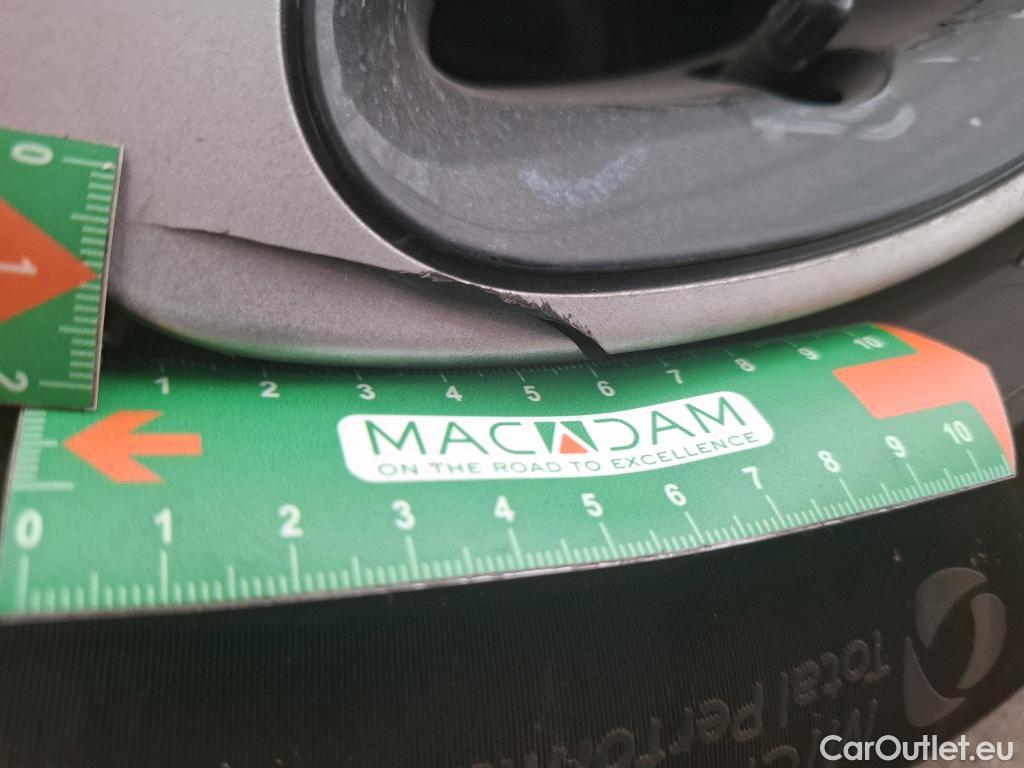 0
1
2
1 2 3 4 5 6 7 8 9 10
MACADAM
ON THE ROAD TO EXCELLENCE
0 1 2 3 4 5 6 7 8 9 10
Total
CarOutlet.eu